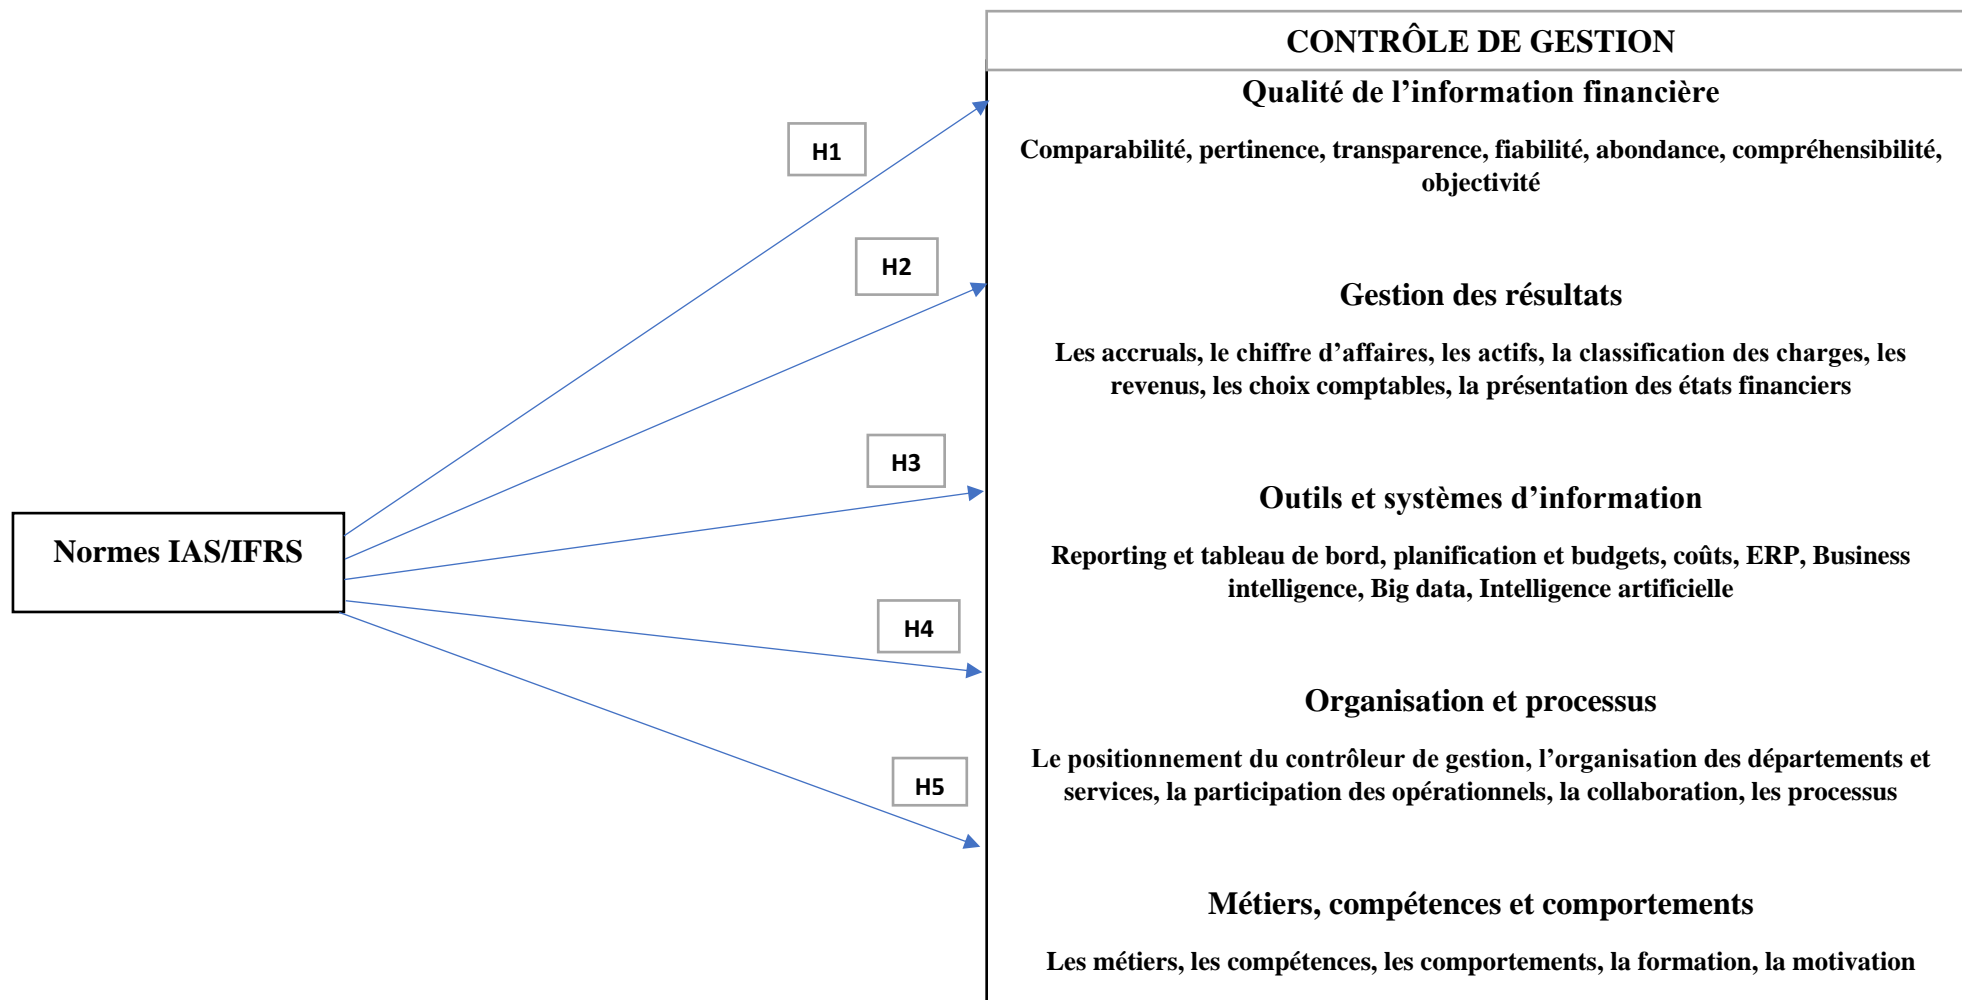 CONTRÔLE DE GESTION
Qualité de l’information financière
H1
Comparabilité, pertinence, transparence, fiabilité, abondance, compréhensibilité,
objectivité
H2
Gestion des résultats
Les accruals, le chiffre d’affaires, les actifs, la classification des charges, les
revenus, les choix comptables, la présentation des états financiers
H3
Outils et systèmes d’information
Normes IAS/IFRS
Reporting et tableau de bord, planification et budgets, coûts, ERP, Business
intelligence, Big data, Intelligence artificielle
H4
Organisation et processus
Le positionnement du contrôleur de gestion, l’organisation des départements et
services, la participation des opérationnels, la collaboration, les processus
H5
Métiers, compétences et comportements
Les métiers, les compétences, les comportements, la formation, la motivation